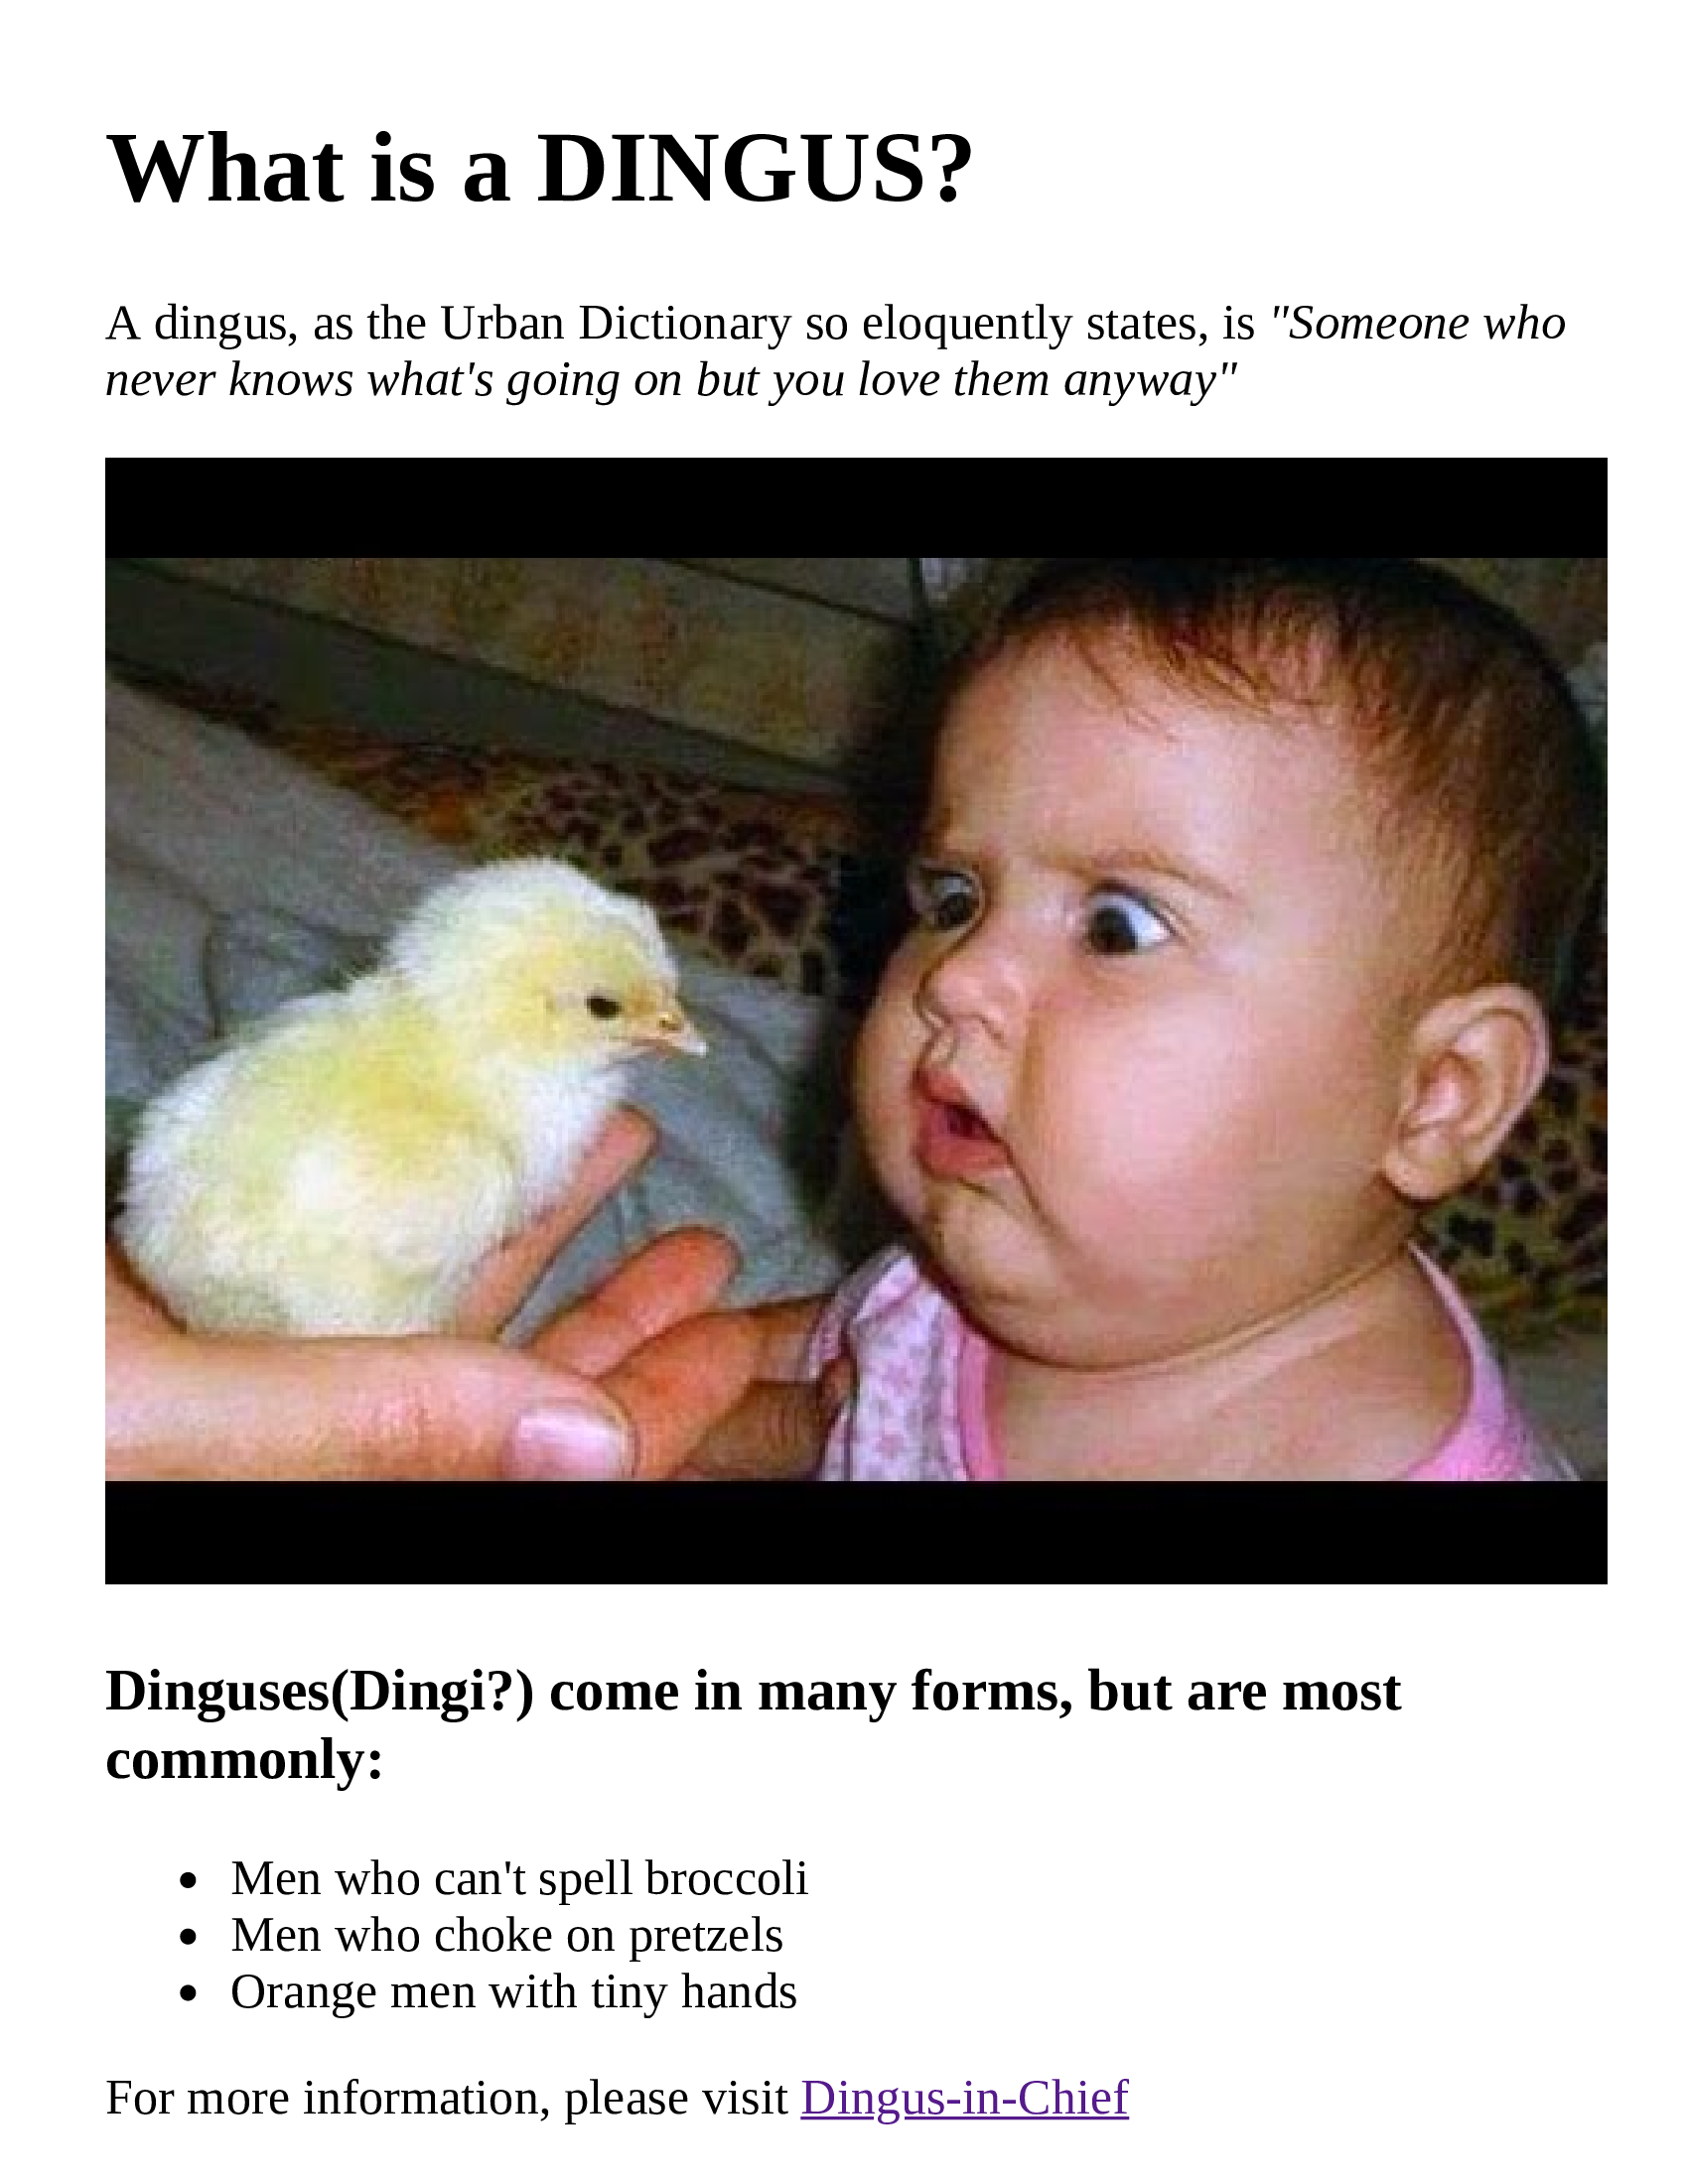 What is a DINGUS?
A dingus, as the Urban Dictionary so eloquently states, is "Someone who
never knows what's going on but you love them anyway"
Dinguses(Dingi?) come in many forms, but are most
commonly:
• Men who can't spell broccoli
• Men who choke on pretzels
• Orange men with tiny hands
For more information, please visit Dingus-in-Chief